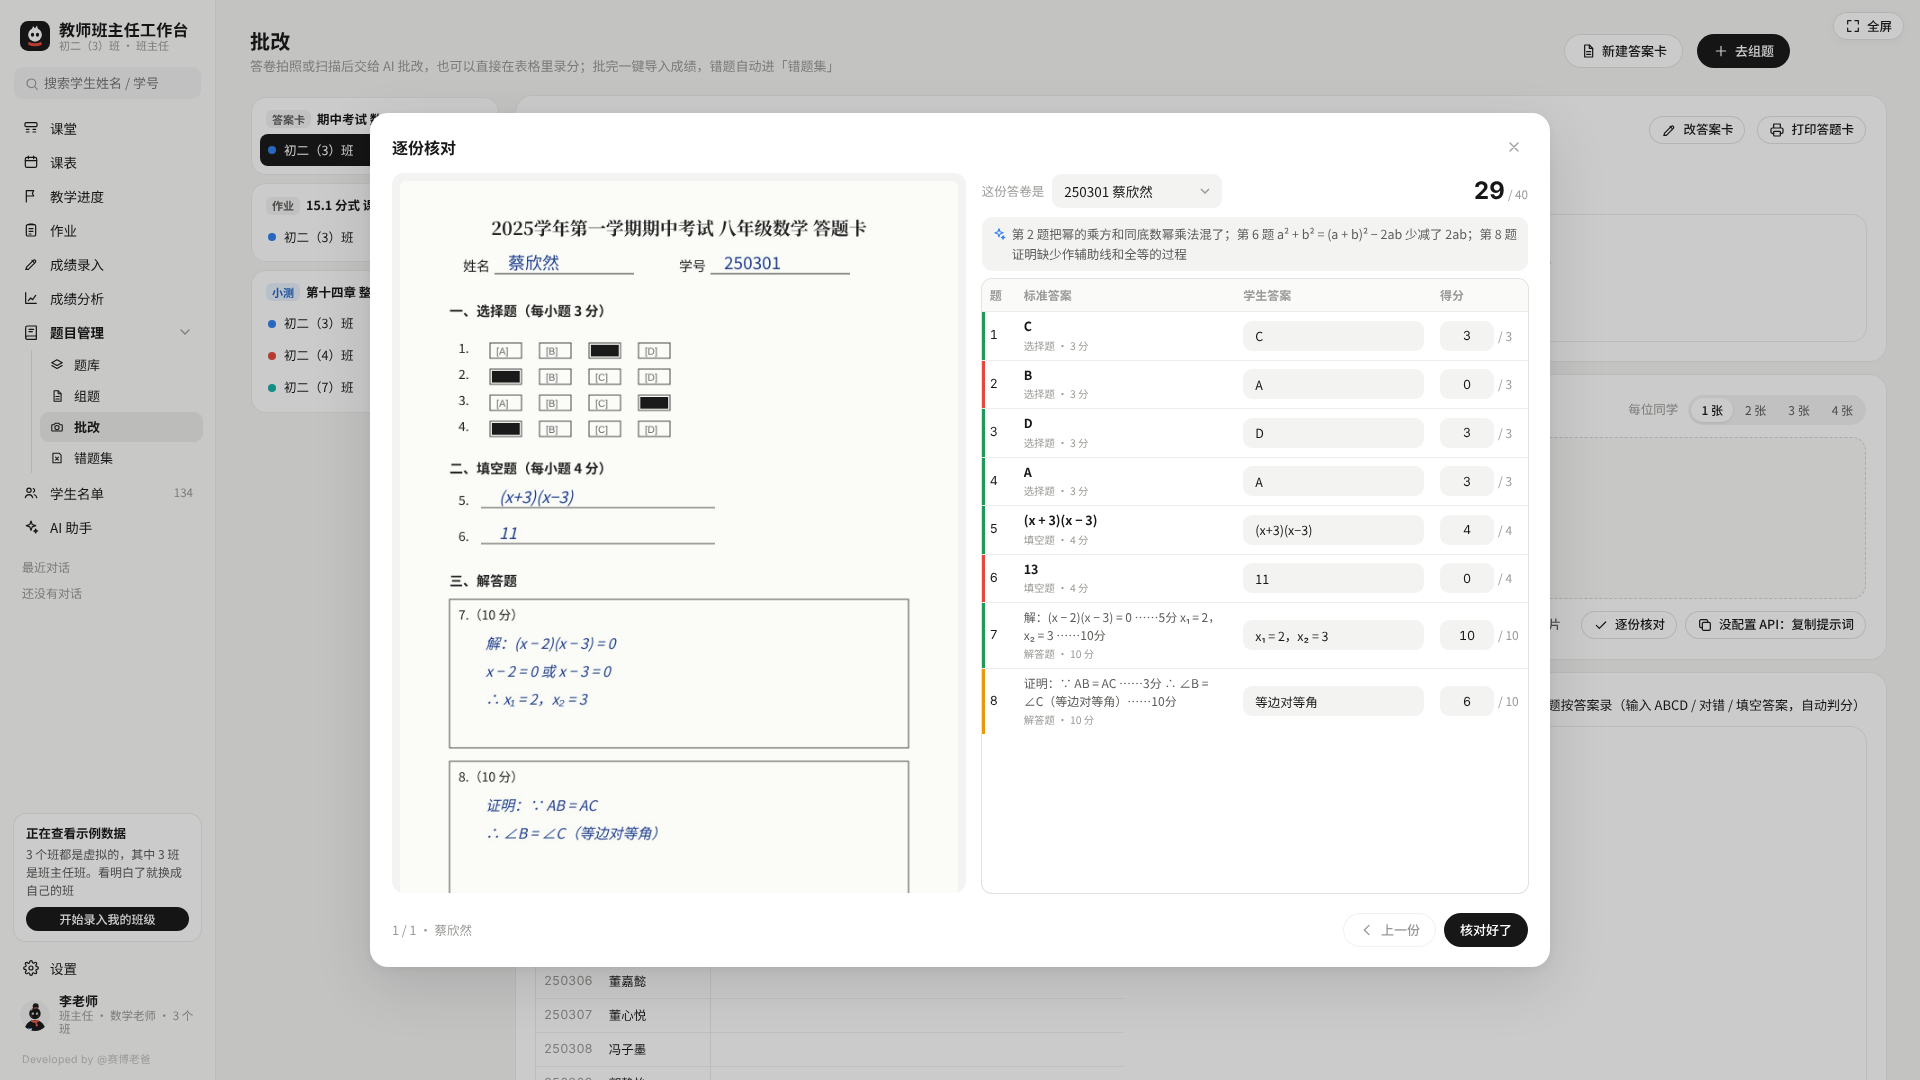 教师班主任工作台
初二（3）班 · 班主任
搜索学生姓名 / 学号
课堂
课表
教学进度
作业
成绩录入
成绩分析
题目管理
题库
组题
批改
错题集
学生名单 134
AI 助手
最近对话
还没有对话
正在查看示例数据
3 个班都是虚拟的，其中 3 班
是班主任班。看明白了就换成
自己的班
开始录入我的班级
设置
李老师
班主任 · 数学老师 · 3 个
班
Developed by @赛博老爸
批改
答卷拍照或扫描后交给 AI 批改，也可以直接在表格里录分；批完一键导入成绩，错题自动进「错题集」
新建答案卡
去组题
全屏
答案卡 期中考试
初二（3）班
作业 15.1 分式
初二（3）班
小测 第十四章 整
初二（3）班
初二（4）班
初二（7）班
改答案卡
打印答题卡
每位同学 1 张 2 张 3 张 4 张
片
逐份核对
没配置 API：复制提示词
题按答案录（输入 ABCD / 对错 / 填空答案，自动判分）
逐份核对
2025学年第一学期期中考试 八年级数学 答题卡
姓名 蔡欣然 学号 250301
一、选择题（每小题 3 分）
1. [A] [B] [D]
2. [B] [C] [D]
3. [A] [B] [C]
4. [B] [C] [D]
二、填空题（每小题 4 分）
5. (x+3)(x−3)
6. 11
三、解答题
7.（10 分）
解：(x − 2)(x − 3) = 0
x − 2 = 0 或 x − 3 = 0
∴ x₁ = 2，x₂ = 3
8.（10 分）
证明：∵ AB = AC
∴ ∠B = ∠C（等边对等角）
这份答卷是 250301 蔡欣然 29 / 40
第 2 题把幂的乘方和同底数幂乘法混了；第 6 题 a² + b² = (a + b)² − 2ab 少减了 2ab；第 8 题
证明缺少作辅助线和全等的过程
题 标准答案 学生答案 得分
1 C C 3 / 3
选择题 · 3 分
2 B A 0 / 3
选择题 · 3 分
3 D D 3 / 3
选择题 · 3 分
4 A A 3 / 3
选择题 · 3 分
5 (x + 3)(x − 3) (x+3)(x−3) 4 / 4
填空题 · 4 分
6 13 11 0 / 4
填空题 · 4 分
解：(x − 2)(x − 3) = 0 ……5分 x₁ = 2，
7 x₂ = 3 ……10分 x₁ = 2，x₂ = 3 10 / 10
解答题 · 10 分
证明：∵ AB = AC ……3分 ∴ ∠B =
8 ∠C（等边对等角）……10分 等边对等角 6 / 10
解答题 · 10 分
1 / 1 · 蔡欣然
上一份
核对好了
250306 董嘉懿
250307 董心悦
250308 冯子墨